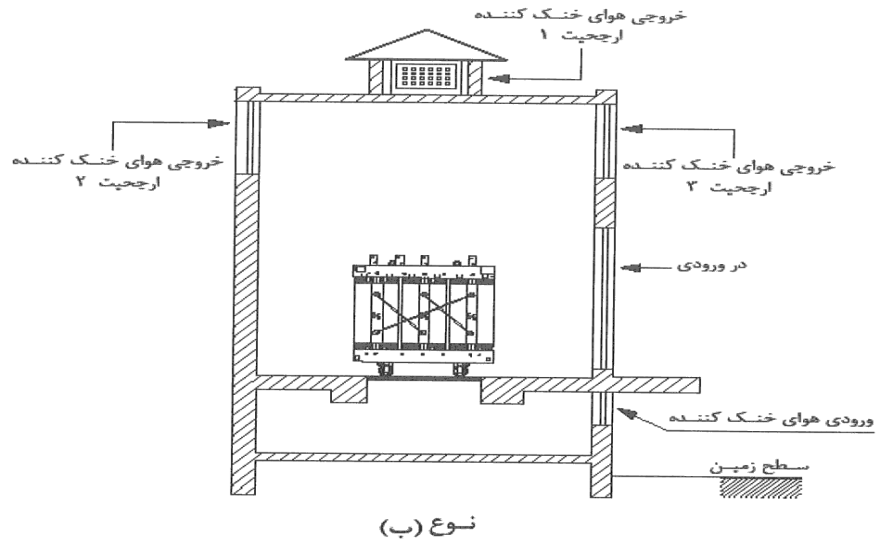 خروجی هوای خنک کننده
ارجحیت ۱
خروجی هوای خنک کننده
ارجحیت ۲
خروجی هوای خنک کننده
ارجحیت ۳
در ورودی
ورودی هوای خنک کننده
سطح زمین
نوع (ب)